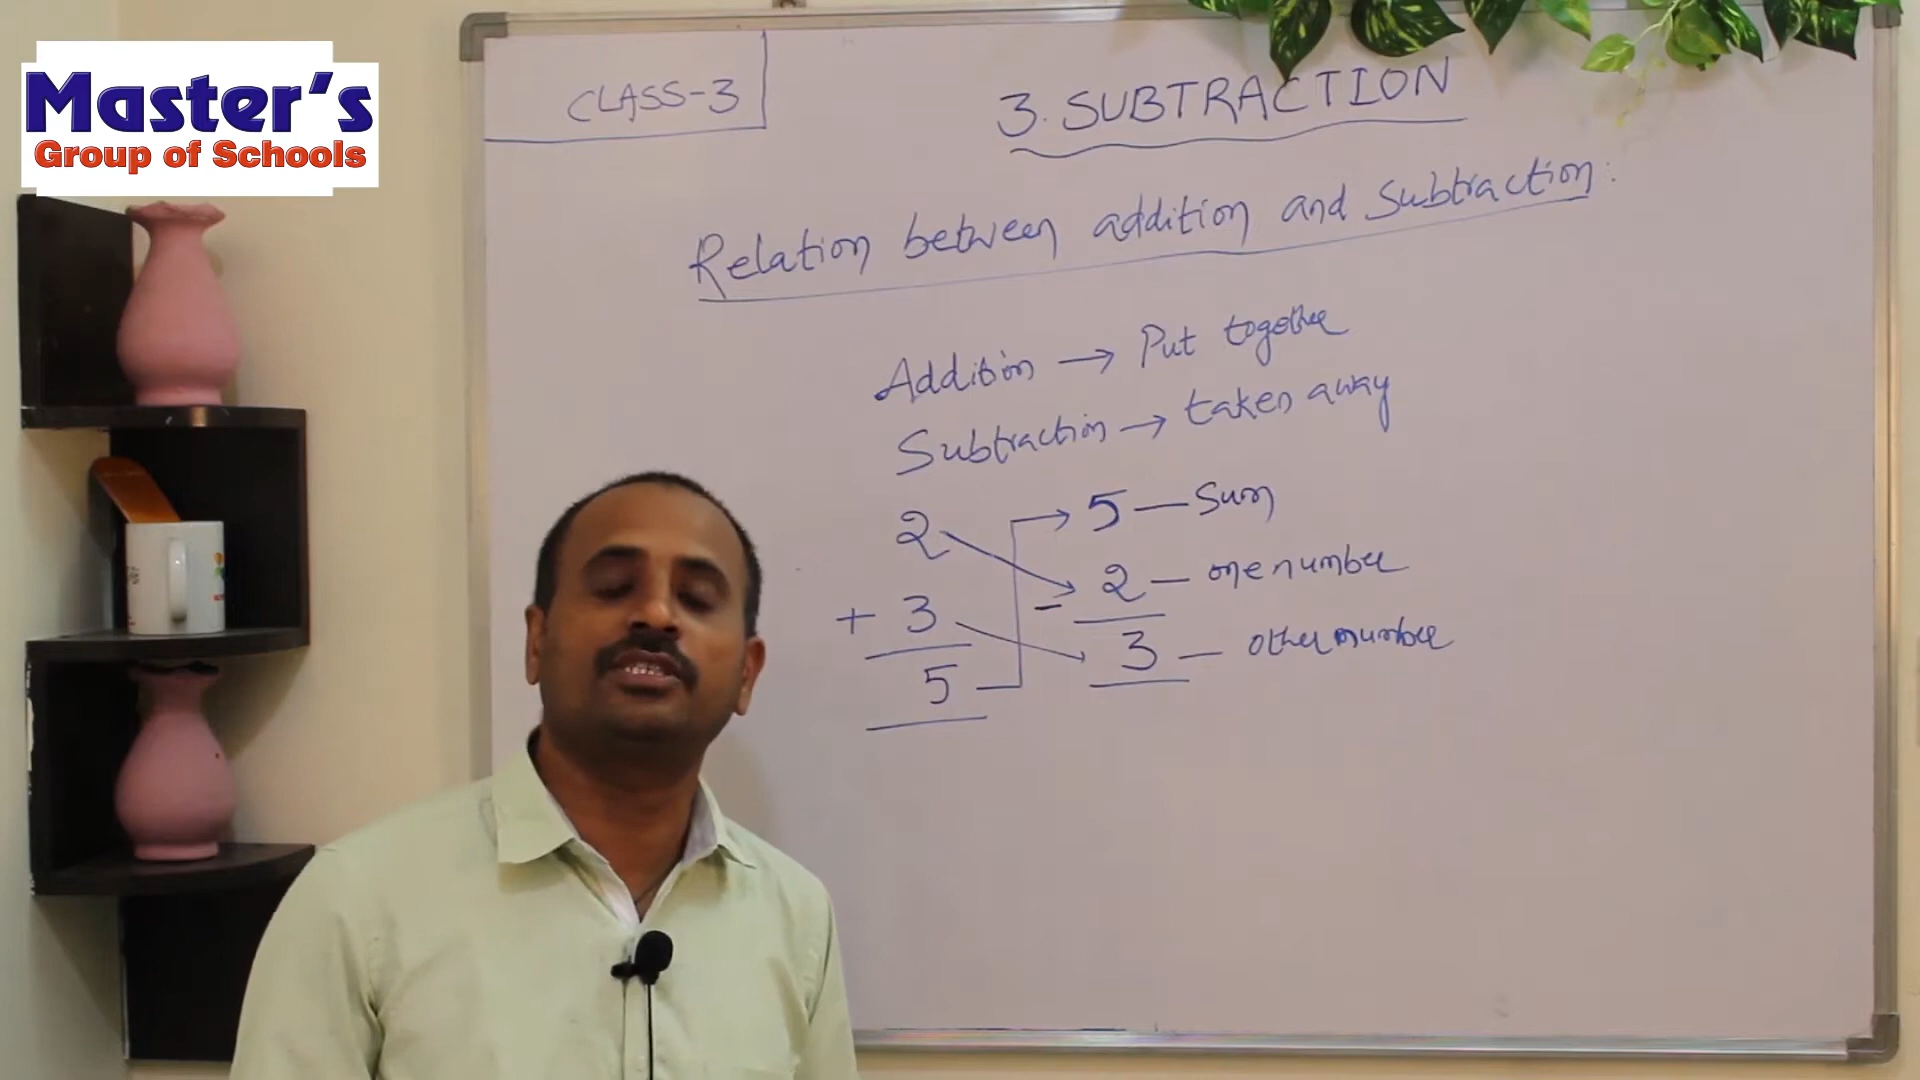 Master's
Group of Schools
CLASS-3
3. SUBTRACTION
Relation between addition and Subtraction:
Addition → Put together
Subtraction → taken away
2
+ 3
5
5 — Sum
- 2 — one number
3 — other number